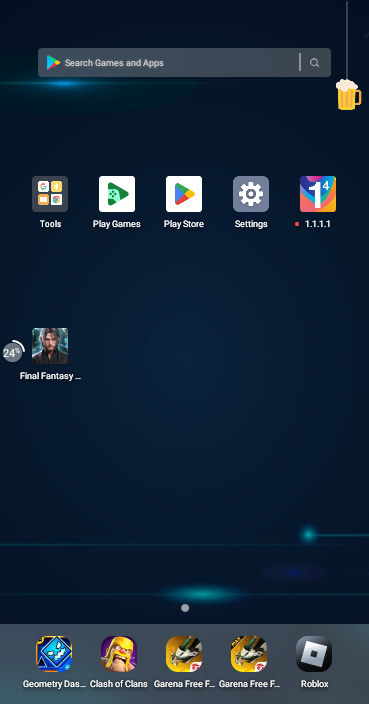 Search Games and Apps
Tools
Play Games
Play Store
Settings
1.1.1.1
24%
Final Fantasy ...
Geometry Das...
Clash of Clans
Garena Free F...
Garena Free F...
Roblox